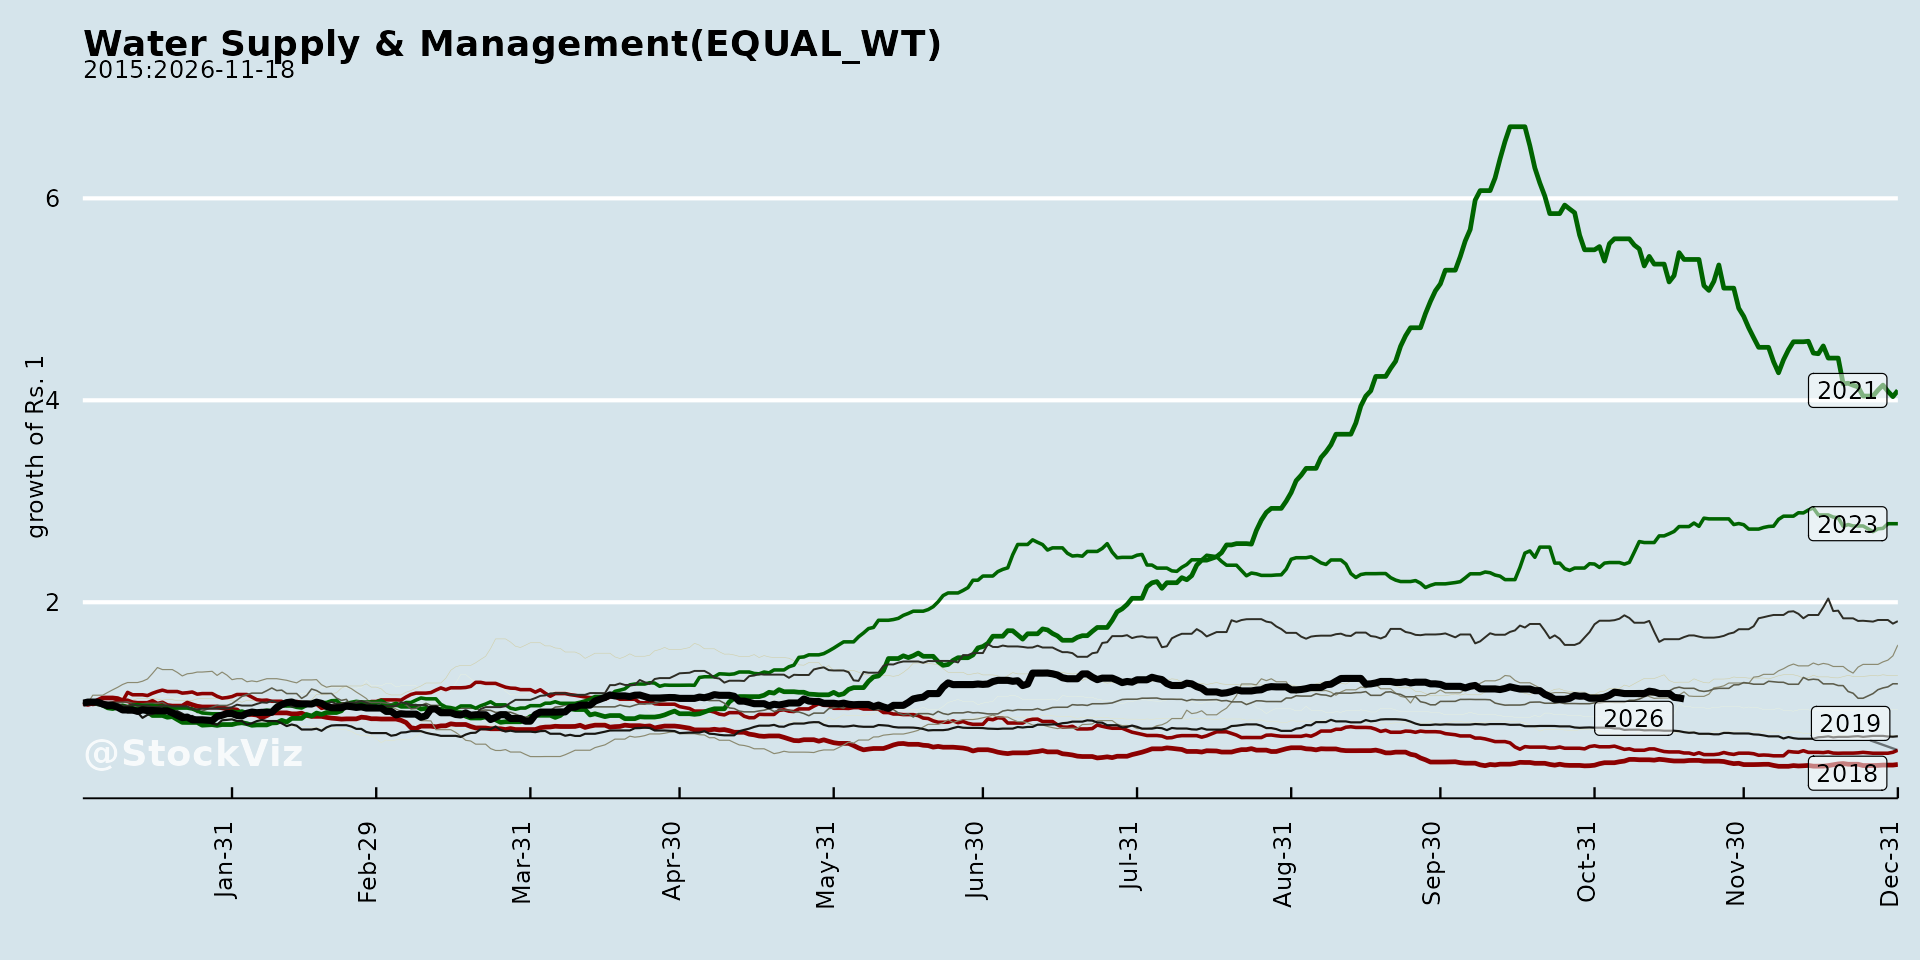 Water Supply & Management(EQUAL_WT)
2015:2026-11-18
growth of Rs. 1
6
4
2
2021
2023
2026
2019
2018
@StockViz
Jan-31
Feb-29
Mar-31
Apr-30
May-31
Jun-30
Jul-31
Aug-31
Sep-30
Oct-31
Nov-30
Dec-31